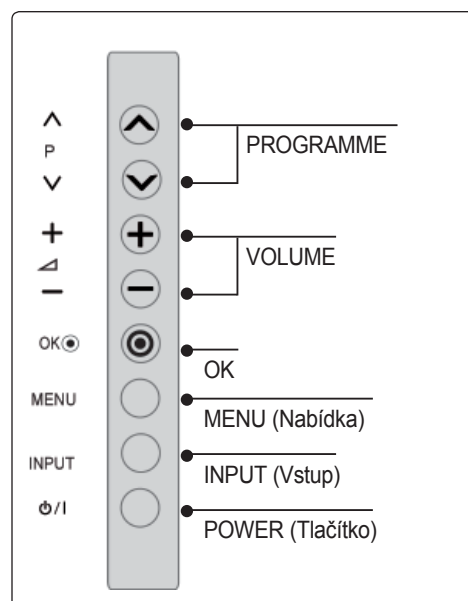 P
OK
MENU
INPUT
⏻/I
PROGRAMME
VOLUME
OK
MENU (Nabídka)
INPUT (Vstup)
POWER (Tlačítko)